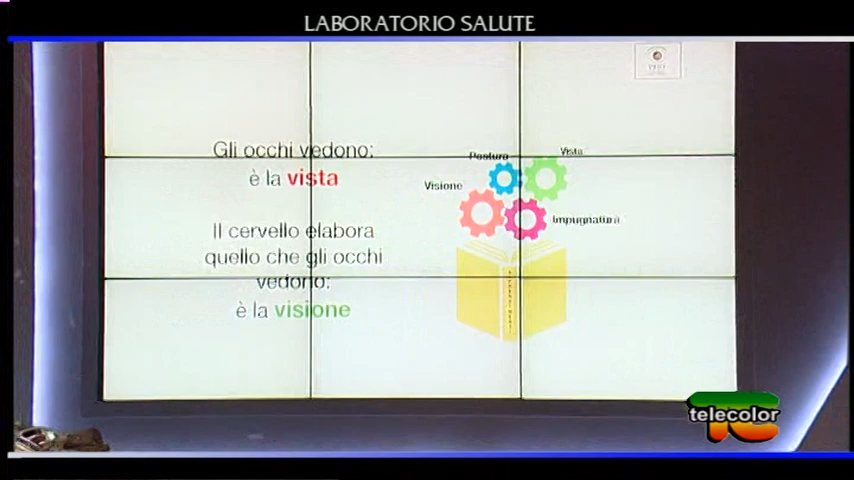 LABORATORIO SALUTE
Gli occhi vedono:
è la vista
Il cervello elabora
quello che gli occhi
vedono:
è la visione
Postura
Vista
Visione
Impugnatura
telecolor